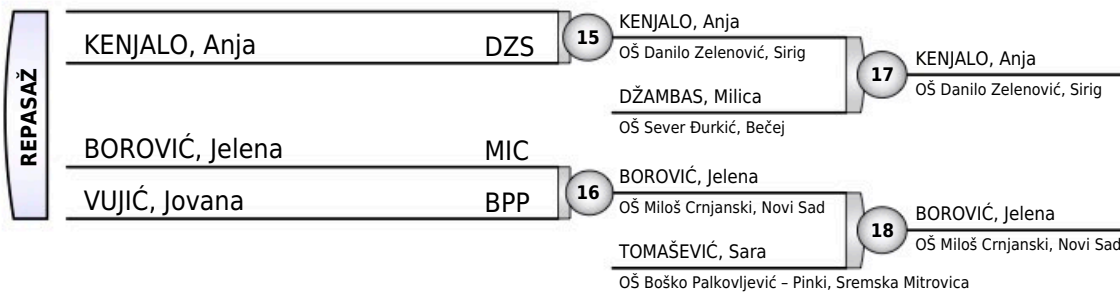 REPASAŽ
KENJALO, Anja DZS
15
KENJALO, Anja
OŠ Danilo Zelenović, Sirig
DŽAMBAS, Milica
OŠ Sever Đurkić, Bečej
17
KENJALO, Anja
OŠ Danilo Zelenović, Sirig
BOROVIĆ, Jelena MIC
VUJIĆ, Jovana BPP
16
BOROVIĆ, Jelena
OŠ Miloš Crnjanski, Novi Sad
TOMAŠEVIĆ, Sara
OŠ Boško Palkovljević – Pinki, Sremska Mitrovica
18
BOROVIĆ, Jelena
OŠ Miloš Crnjanski, Novi Sad